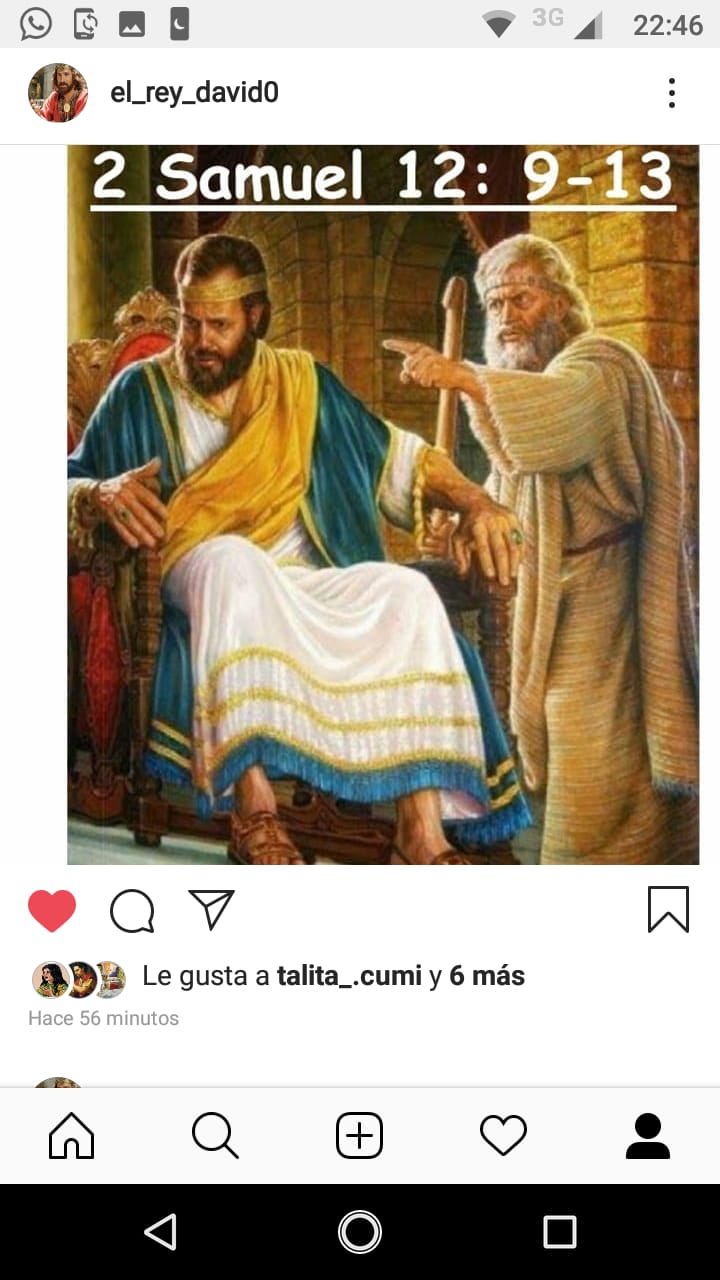 3G 22:46
el_rey_david0
2 Samuel 12: 9-13
Le gusta a talita_.cumi y 6 más
Hace 56 minutos